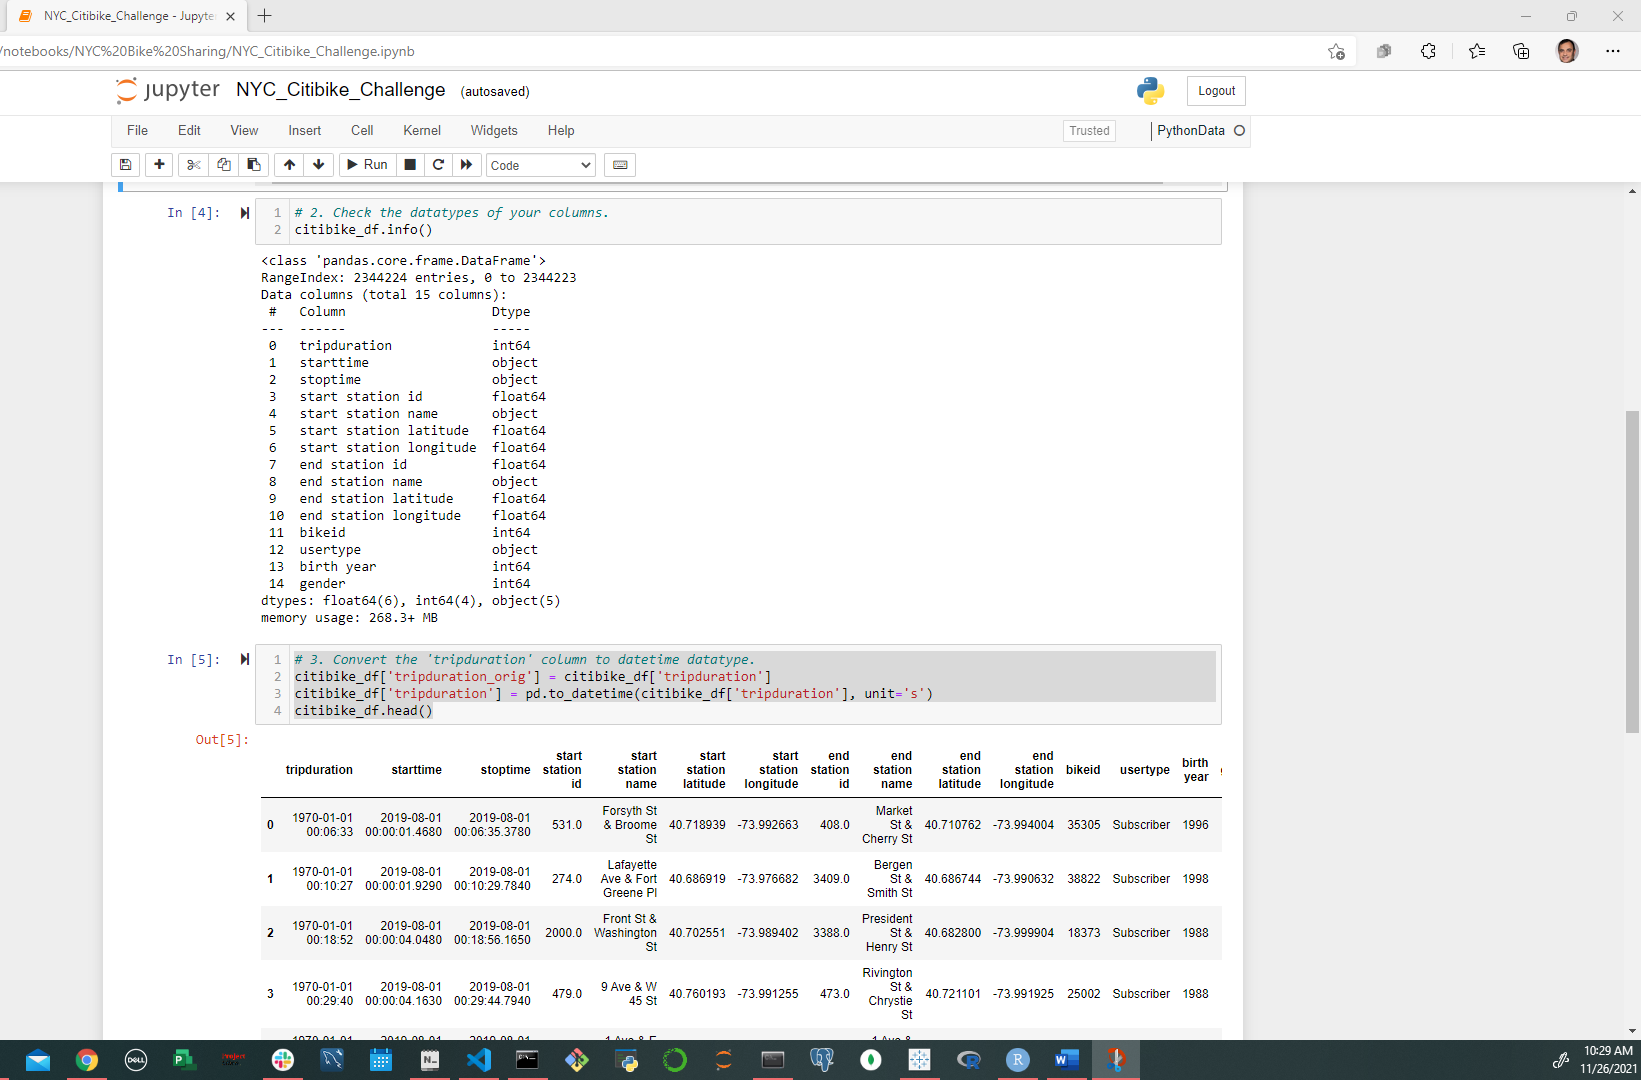 NYC_Citibike_Challenge - Jupyte
/notebooks/NYC%20Bike%20Sharing/NYC_Citibike_Challenge.ipynb
jupyter NYC_Citibike_Challenge (autosaved)
Logout
File Edit View Insert Cell Kernel Widgets Help
Trusted
PythonData
Run
Code
In [4]:
1 # 2. Check the datatypes of your columns.
2 citibike_df.info()
<class 'pandas.core.frame.DataFrame'>
RangeIndex: 2344224 entries, 0 to 2344223
Data columns (total 15 columns):
# Column Dtype
--- ------ -----
0 tripduration int64
1 starttime object
2 stoptime object
3 start station id float64
4 start station name object
5 start station latitude float64
6 start station longitude float64
7 end station id float64
8 end station name object
9 end station latitude float64
10 end station longitude float64
11 bikeid int64
12 usertype object
13 birth year int64
14 gender int64
dtypes: float64(6), int64(4), object(5)
memory usage: 268.3+ MB
In [5]:
1 # 3. Convert the 'tripduration' column to datetime datatype.
2 citibike_df['tripduration_orig'] = citibike_df['tripduration']
3 citibike_df['tripduration'] = pd.to_datetime(citibike_df['tripduration'], unit='s')
4 citibike_df.head()
Out[5]:
tripduration starttime stoptime start station id start station name start station latitude start station longitude end station id end station name end station latitude end station longitude bikeid usertype birth year
0 1970-01-01 00:06:33 2019-08-01 00:00:01.4680 2019-08-01 00:06:35.3780 531.0 Forsyth St & Broome St 40.718939 -73.992663 408.0 Market St & Cherry St 40.710762 -73.994004 35305 Subscriber 1996
1 1970-01-01 00:10:27 2019-08-01 00:00:01.9290 2019-08-01 00:10:29.7840 274.0 Lafayette Ave & Fort Greene Pl 40.686919 -73.976682 3409.0 Bergen St & Smith St 40.686744 -73.990632 38822 Subscriber 1998
2 1970-01-01 00:18:52 2019-08-01 00:00:04.0480 2019-08-01 00:18:56.1650 2000.0 Front St & Washington St 40.702551 -73.989402 3388.0 President St & Henry St 40.682800 -73.999904 18373 Subscriber 1988
3 1970-01-01 00:29:40 2019-08-01 00:00:04.1630 2019-08-01 00:29:44.7940 479.0 9 Ave & W 45 St 40.760193 -73.991255 473.0 Rivington St & Chrystie St 40.721101 -73.991925 25002 Subscriber 1988
10:29 AM
11/26/2021